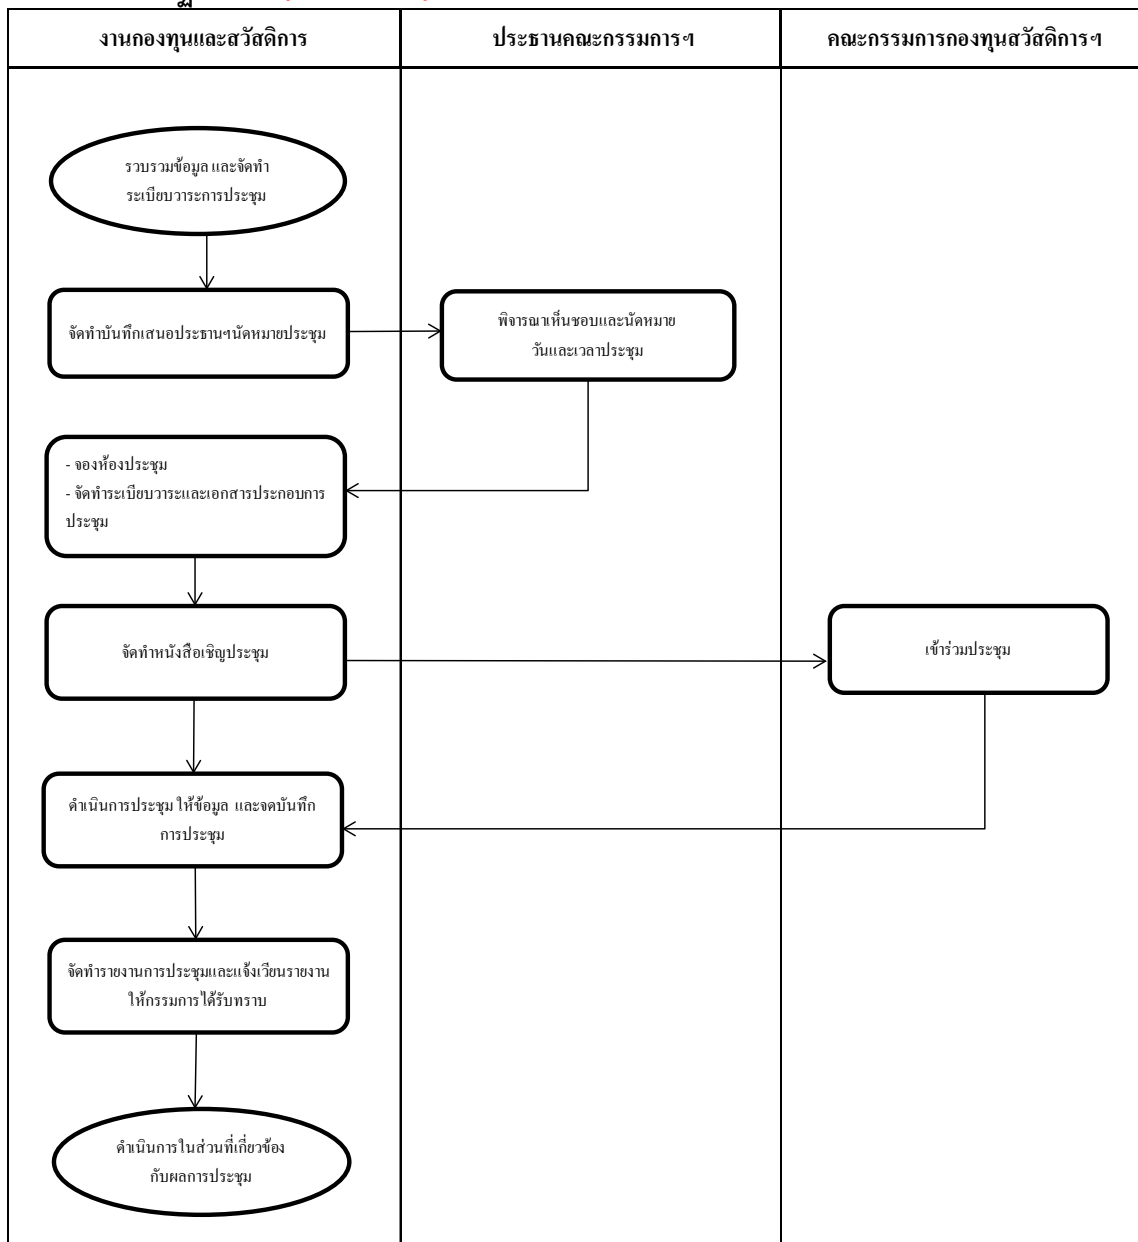 งานกองทุนและสวัสดิการ
ประธานคณะกรรมการฯ
คณะกรรมการกองทุนสวัสดิการฯ
รวบรวมข้อมูล และจัดทำ
ระเบียบวาระการประชุม
จัดทำบันทึกเสนอประธานฯนัดหมายประชุม
พิจารณาเห็นชอบและนัดหมาย
วันและเวลาประชุม
- จองห้องประชุม
- จัดทำระเบียบวาระและเอกสารประกอบการ
ประชุม
จัดทำหนังสือเชิญประชุม
เข้าร่วมประชุม
ดำเนินการประชุม ให้ข้อมูล และจดบันทึก
การประชุม
จัดทำรายงานการประชุมและแจ้งเวียนรายงาน
ให้กรรมการได้รับทราบ
ดำเนินการในส่วนที่เกี่ยวข้อง
กับผลการประชุม